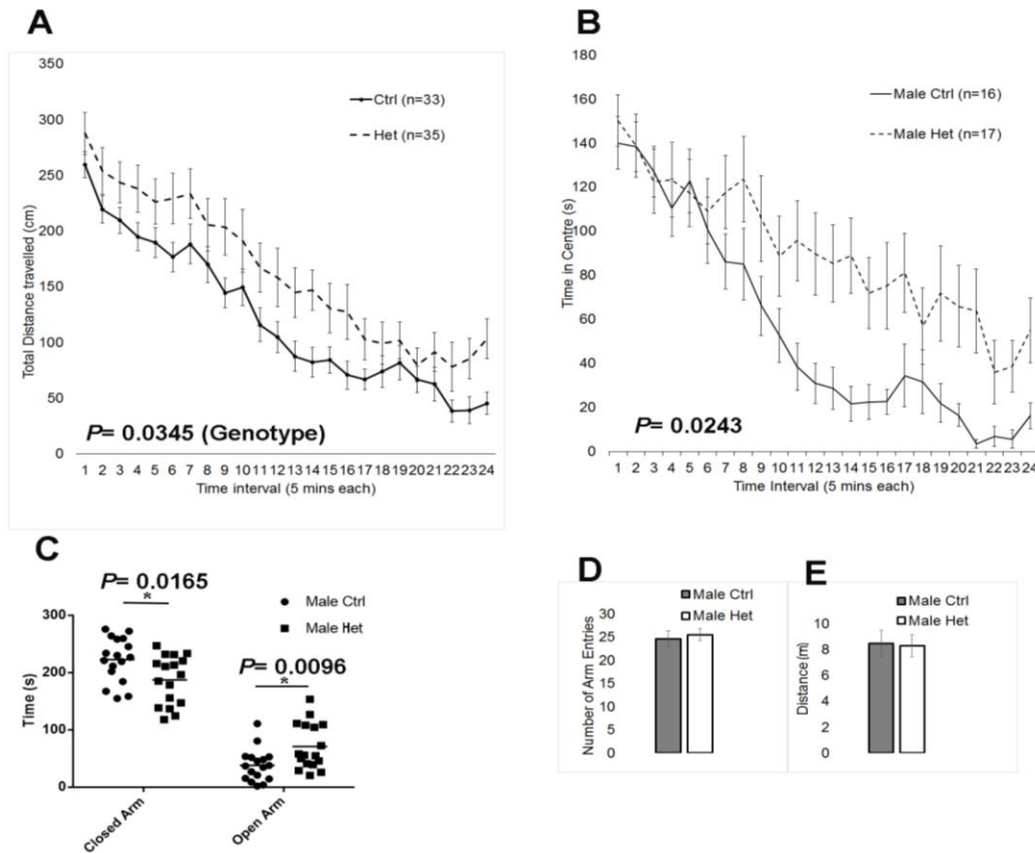 A
350
300
250
200
150
100
50
0
Total Distance travelled (cm)
Ctrl (n=33)
Het (n=35)
P= 0.0345 (Genotype)
1 2 3 4 5 6 7 8 9 10 11 12 13 14 15 16 17 18 19 20 21 22 23 24
Time interval (5 mins each)
B
180
160
140
120
100
80
60
40
20
0
Time in Centre (s)
Male Ctrl (n=16)
Male Het (n=17)
P= 0.0243
1 2 3 4 5 6 7 8 9 10 11 12 13 14 15 16 17 18 19 20 21 22 23 24
Time Interval (5 mins each)
C
P= 0.0165
*
Male Ctrl
Male Het
P= 0.0096
*
300
200
100
0
Time (s)
Closed Arm
Open Arm
D
Male Ctrl
Male Het
30
25
20
15
10
5
0
Number of Arm Entries
E
Male Ctrl
Male Het
10
8
6
4
2
0
Distance (m)